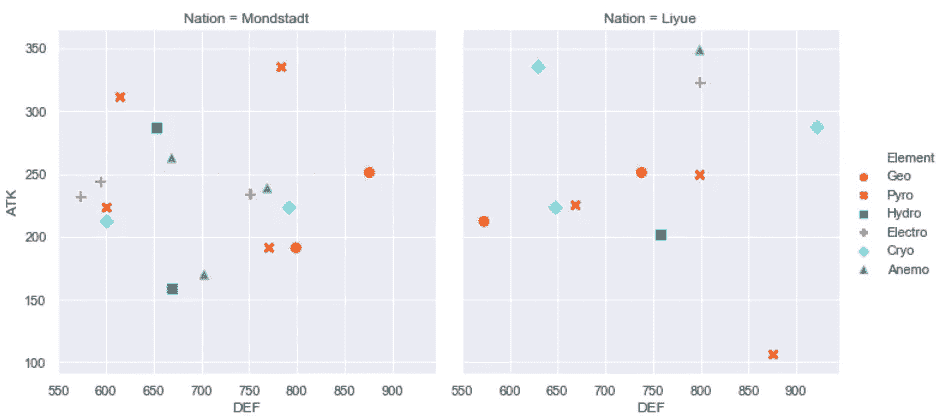 Nation = Mondstadt
Nation = Liyue
350
300
250
200
150
100
ATK
550 600 650 700 750 800 850 900
DEF
550 600 650 700 750 800 850 900
DEF
Element
Geo
Pyro
Hydro
Electro
Cryo
Anemo